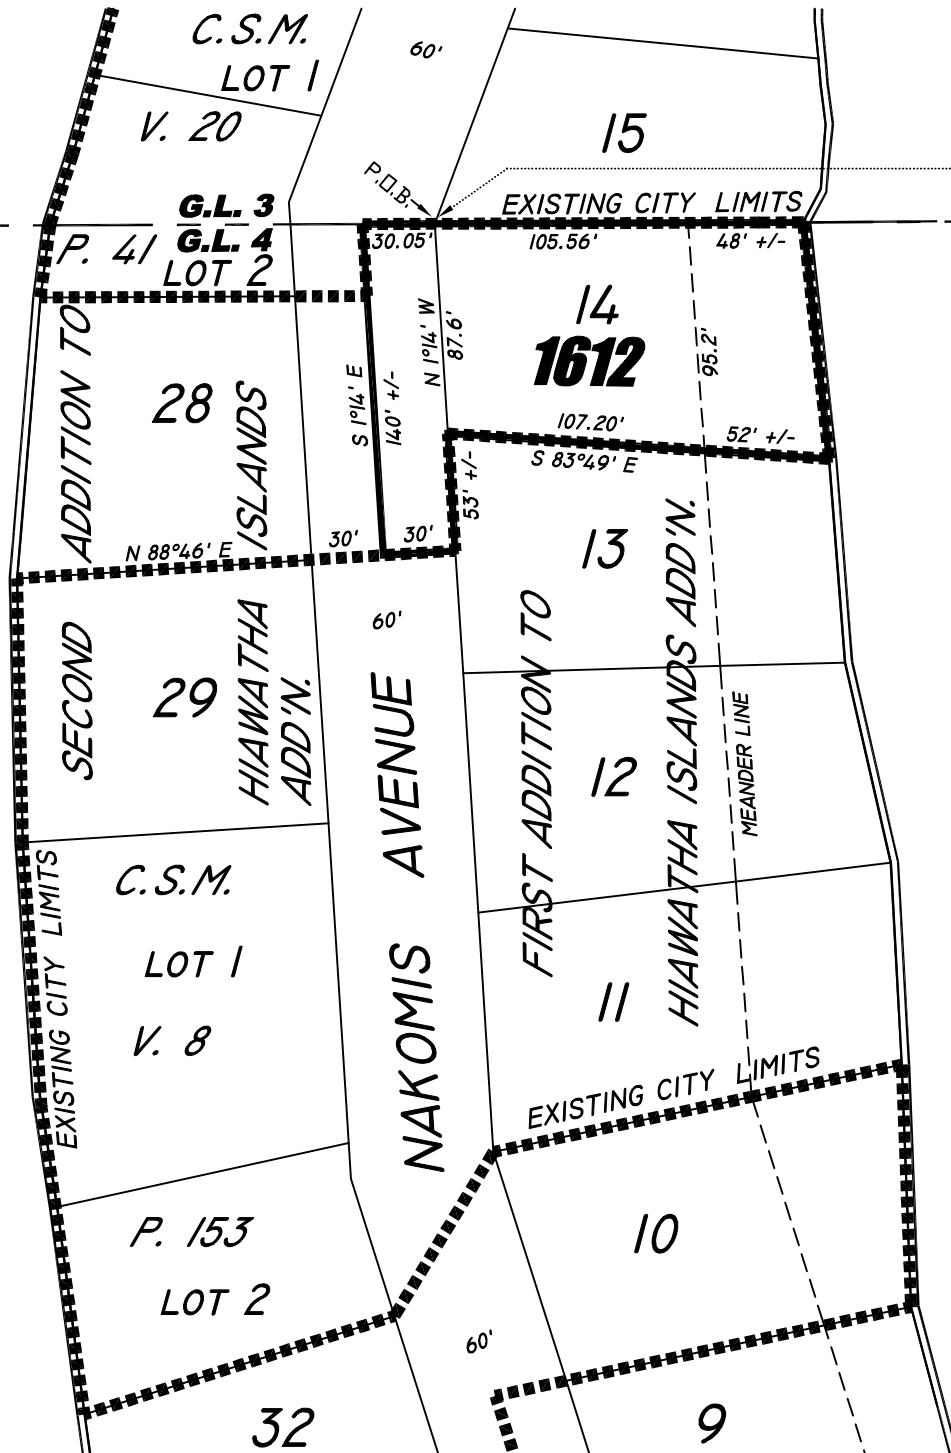 C.S.M.
LOT 1
60'
V. 20
15
P.O.B.
G.L. 3
EXISTING CITY LIMITS
P. 41
G.L. 4
LOT 2
30.05'
105.56'
48' +/-
14
1612
N 1°14' W
87.6'
95.2'
S 1°14' E
140' +/-
28
ADDITION TO
ISLANDS
107.20'
52' +/-
S 83°49' E
53' +/-
N 88°46' E
30'
30'
13
60'
SECOND
29
HIAWATHA
ADD'N.
NAKOMIS AVENUE
FIRST ADDITION TO
HIAWATHA ISLANDS ADD'N.
12
MEANDER LINE
EXISTING CITY LIMITS
C.S.M.
LOT 1
V. 8
11
EXISTING CITY LIMITS
P. 153
LOT 2
10
60'
32
9